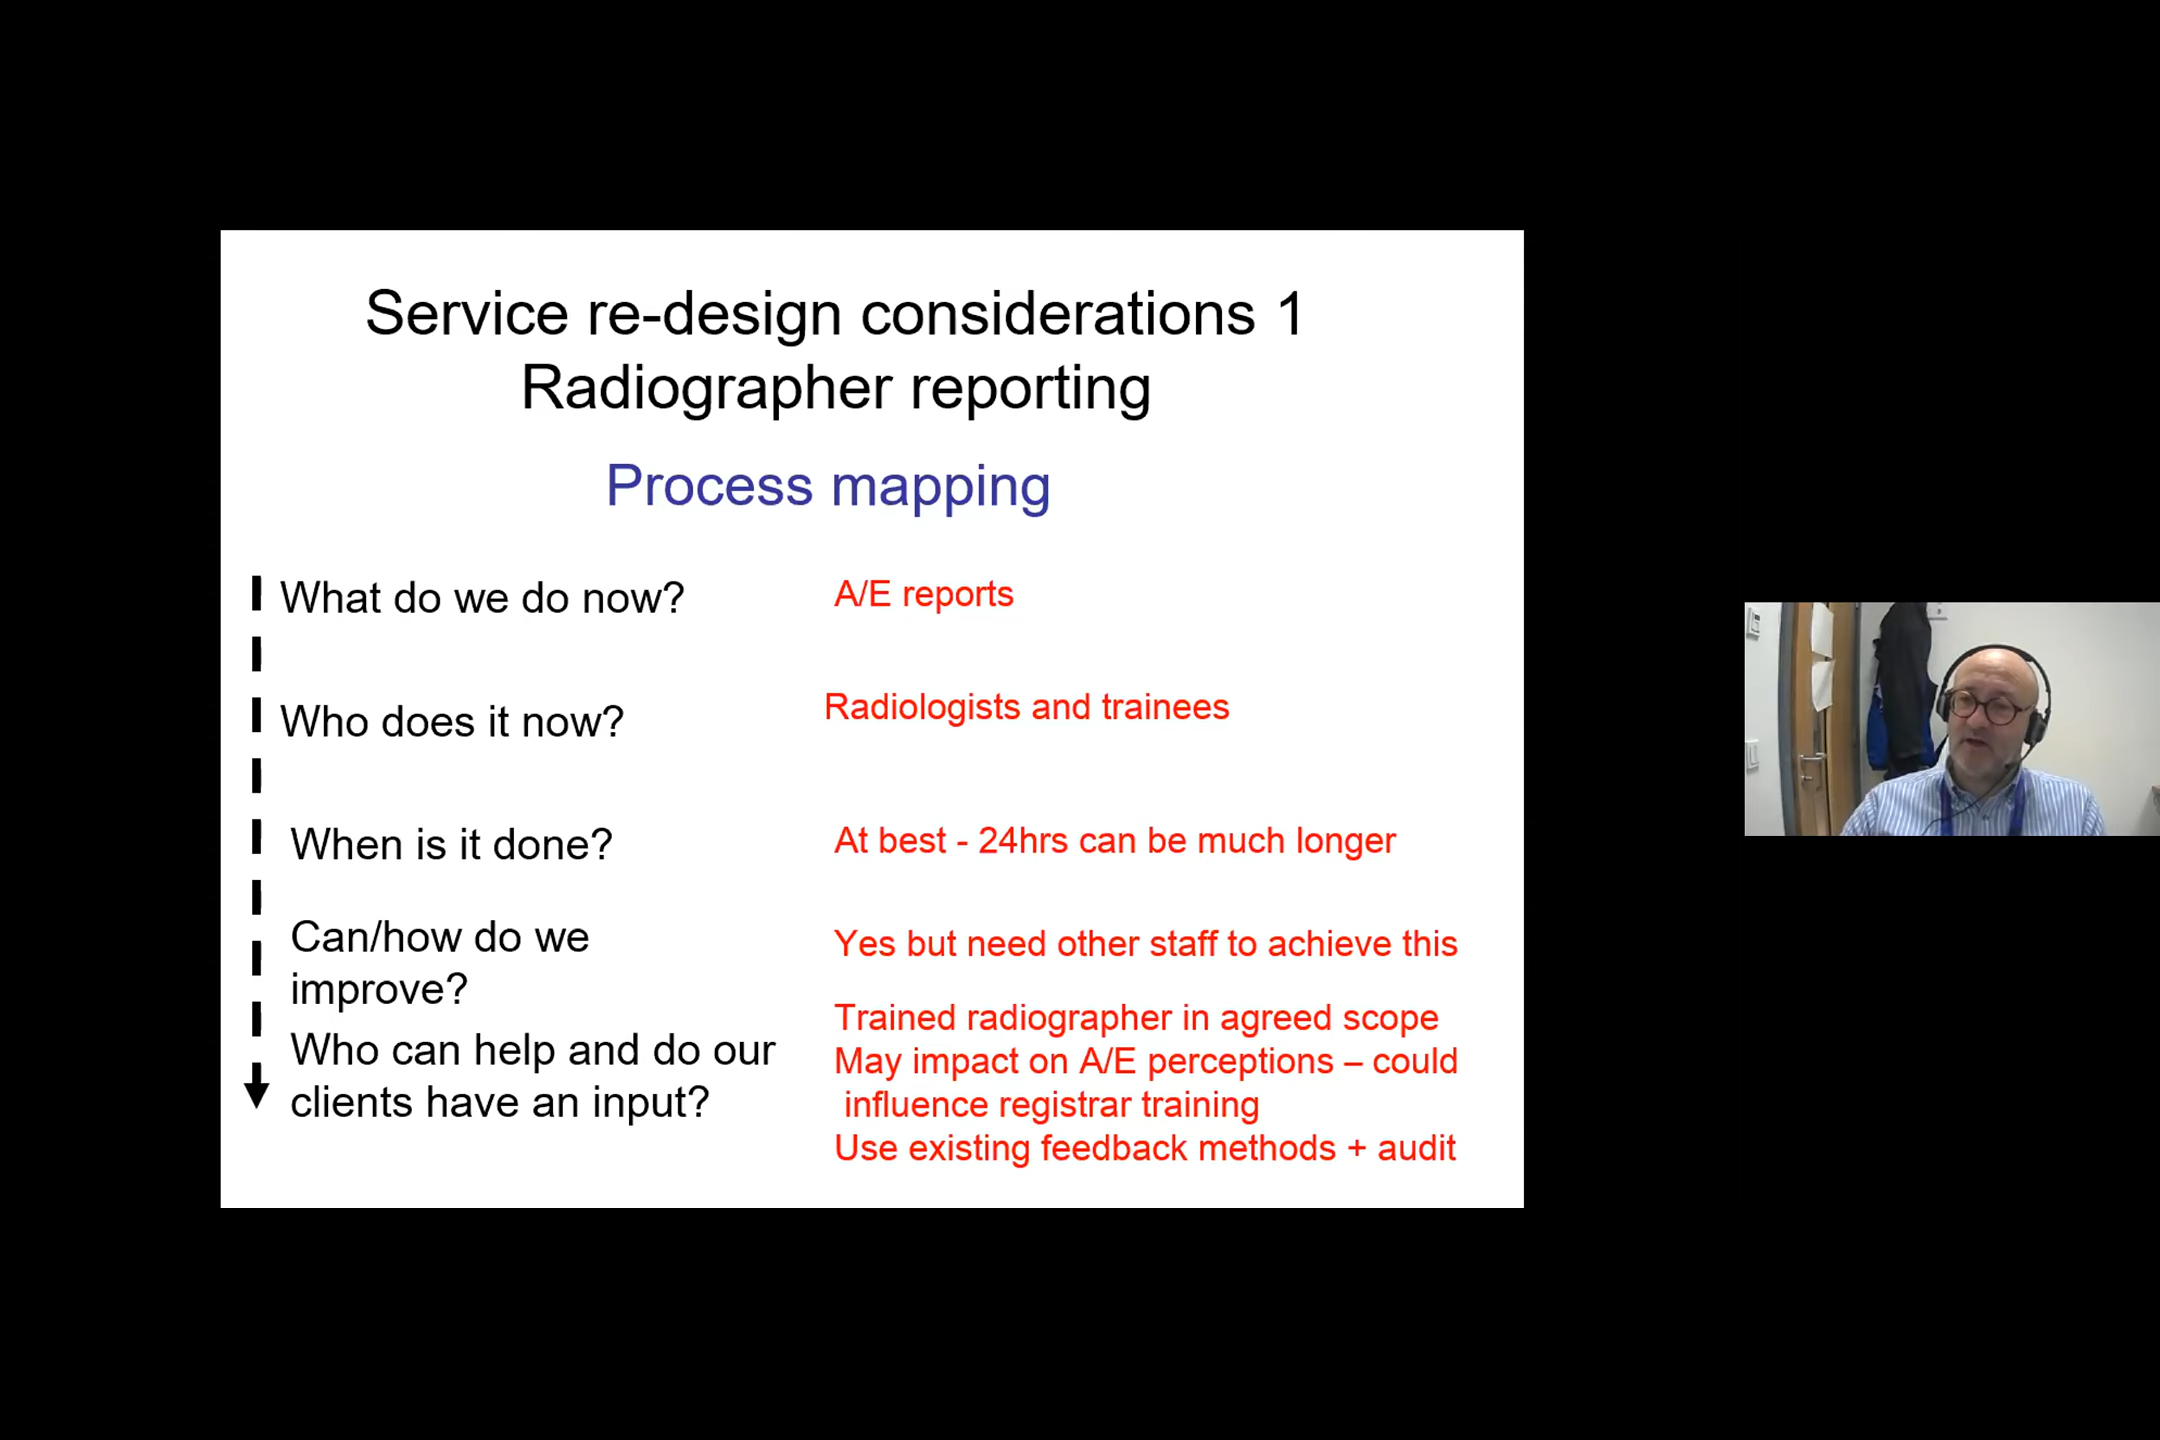 Service re-design considerations 1
Radiographer reporting
Process mapping
What do we do now?
A/E reports
Who does it now?
Radiologists and trainees
When is it done?
At best - 24hrs can be much longer
Can/how do we
improve?
Yes but need other staff to achieve this
Who can help and do our
clients have an input?
Trained radiographer in agreed scope
May impact on A/E perceptions – could
influence registrar training
Use existing feedback methods + audit